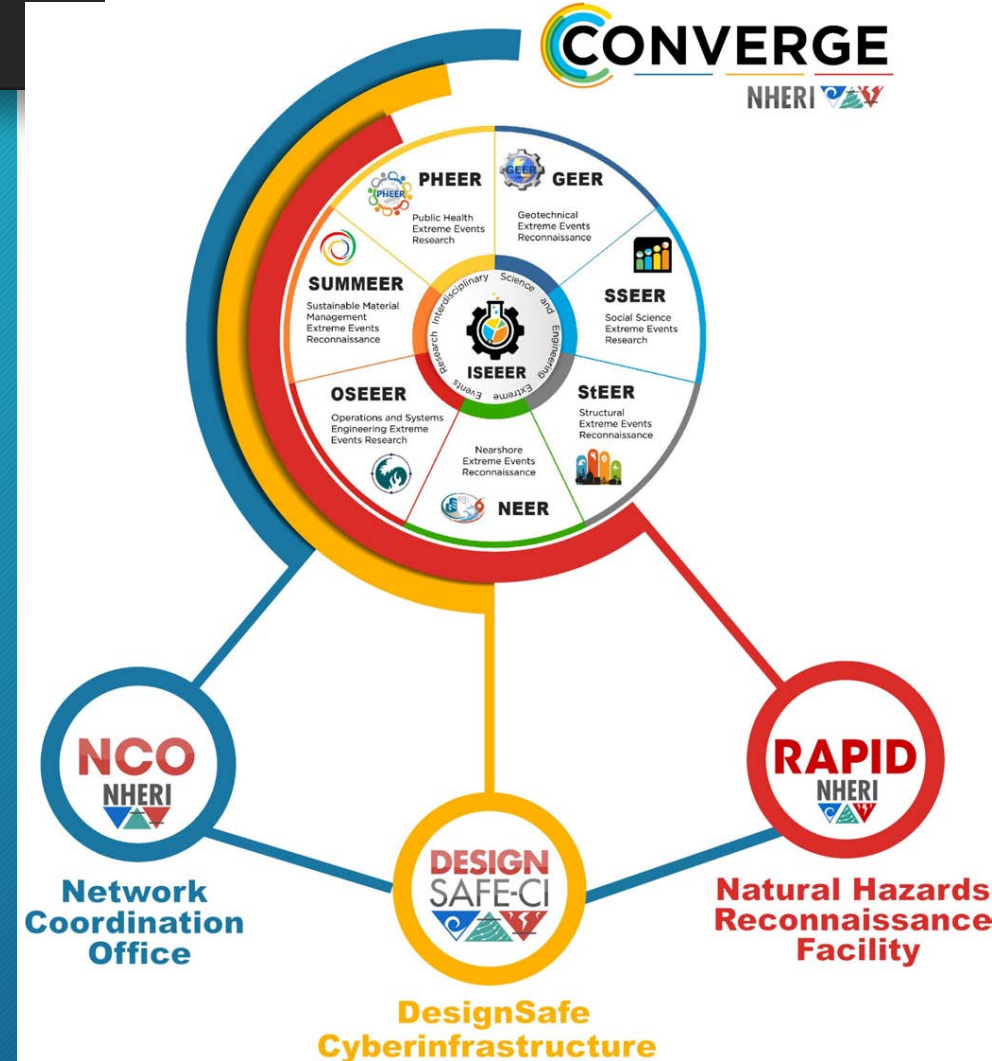 CONVERGE
NHERI
PHEER
PHEER
Public Health
Extreme Events
Research
GEER
GEER
Geotechnical
Extreme Events
Reconnaissance
SUMMEER
Sustainable Material
Management
Extreme Events
Reconnaissance
SSEER
Social Science
Extreme Events
Research
Interdisciplinary Science and Engineering Extreme Events Research
ISEEER
OSEEER
Operations and Systems
Engineering Extreme
Events Research
StEER
Structural
Extreme Events
Reconnaissance
Nearshore
Extreme Events
Reconnaissance
NEER
NCO
NHERI
Network
Coordination
Office
DESIGN
SAFE-CI
DesignSafe
Cyberinfrastructure
RAPID
NHERI
Natural Hazards
Reconnaissance
Facility